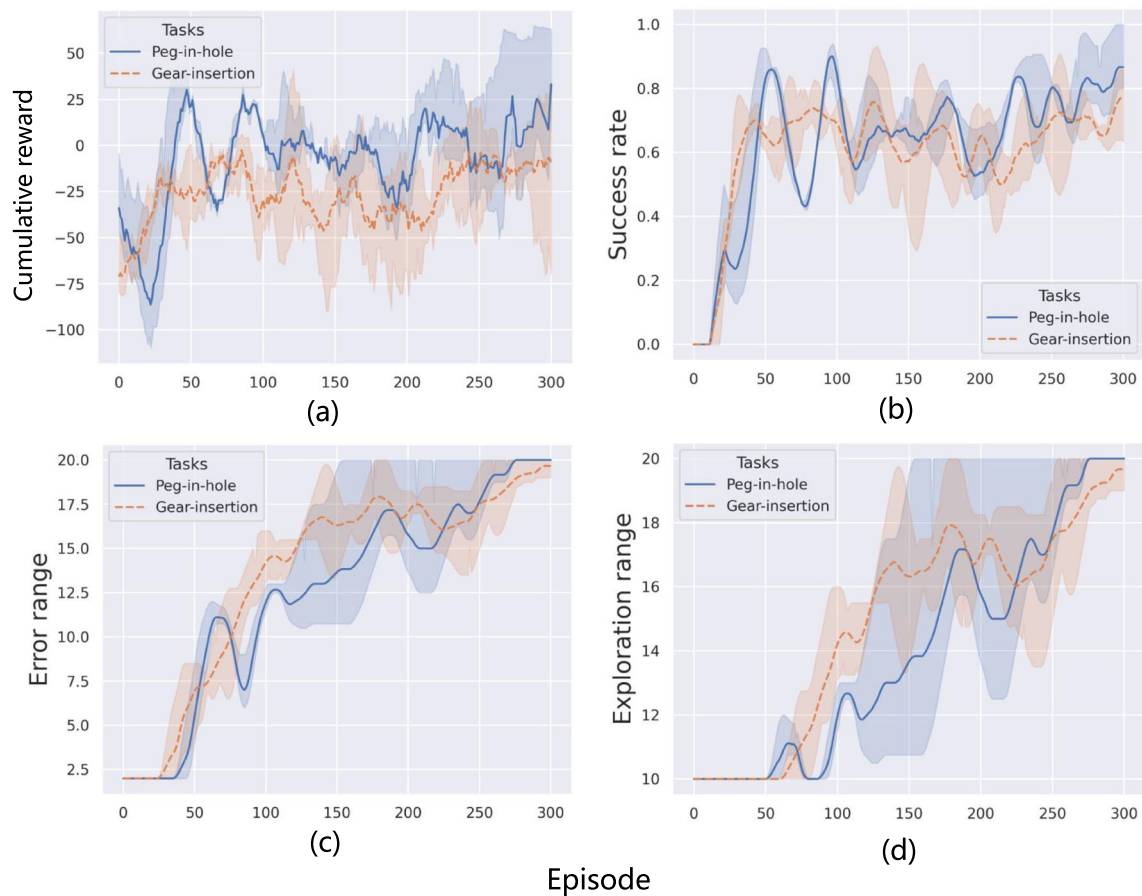 Tasks
Peg-in-hole
Gear-insertion
Cumulative reward
50
25
0
−25
−50
−75
−100
0 50 100 150 200 250 300
(a)
Tasks
Peg-in-hole
Gear-insertion
Success rate
1.0
0.8
0.6
0.4
0.2
0.0
0 50 100 150 200 250 300
(b)
Tasks
Peg-in-hole
Gear-insertion
Error range
20.0
17.5
15.0
12.5
10.0
7.5
5.0
2.5
0 50 100 150 200 250 300
(c)
Tasks
Peg-in-hole
Gear-insertion
Exploration range
20
18
16
14
12
10
0 50 100 150 200 250 300
(d)
Episode